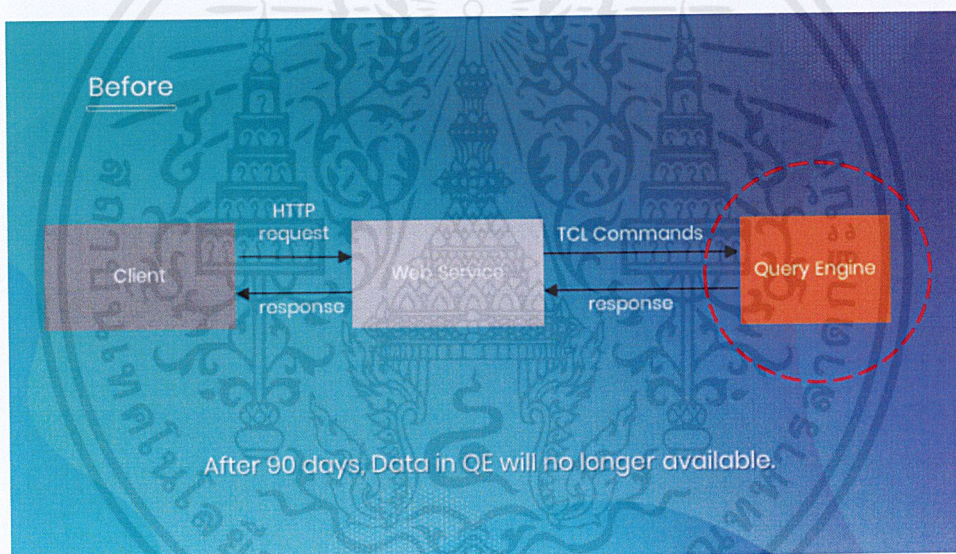 Before
HTTP
request
TCL Commands
Client
Web Service
Query Engine
response
response
After 90 days, Data in QE will no longer available.